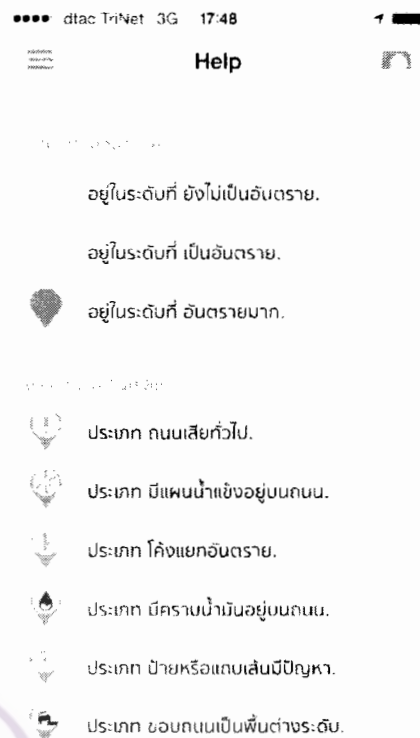 dtac TriNet 3G 17:48
Help
อยู่ในระดับที่ ยังไม่เป็นอันตราย.
อยู่ในระดับที่ เป็นอันตราย.
อยู่ในระดับที่ อันตรายมาก.
ประเภท ถนนเสียทั่วไป.
ประเภท มีแผ่นน้ำแข็งอยู่บนถนน.
ประเภท โค้งแยกอันตราย.
ประเภท มีคราบน้ำมันอยู่บนถนน.
ประเภท ป้ายหรือแถบเส้นมีปัญหา.
ประเภท ขอบถนนเป็นพื้นต่างระดับ.